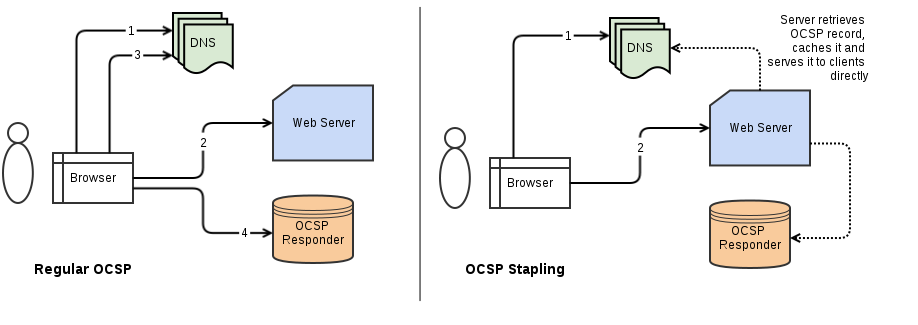 1
3
DNS
Web Server
2
Browser
4
OCSP
Responder
Regular OCSP
1
DNS
Server retrieves
OCSP record,
caches it and
serves it to clients
directly
Web Server
2
Browser
OCSP
Responder
OCSP Stapling